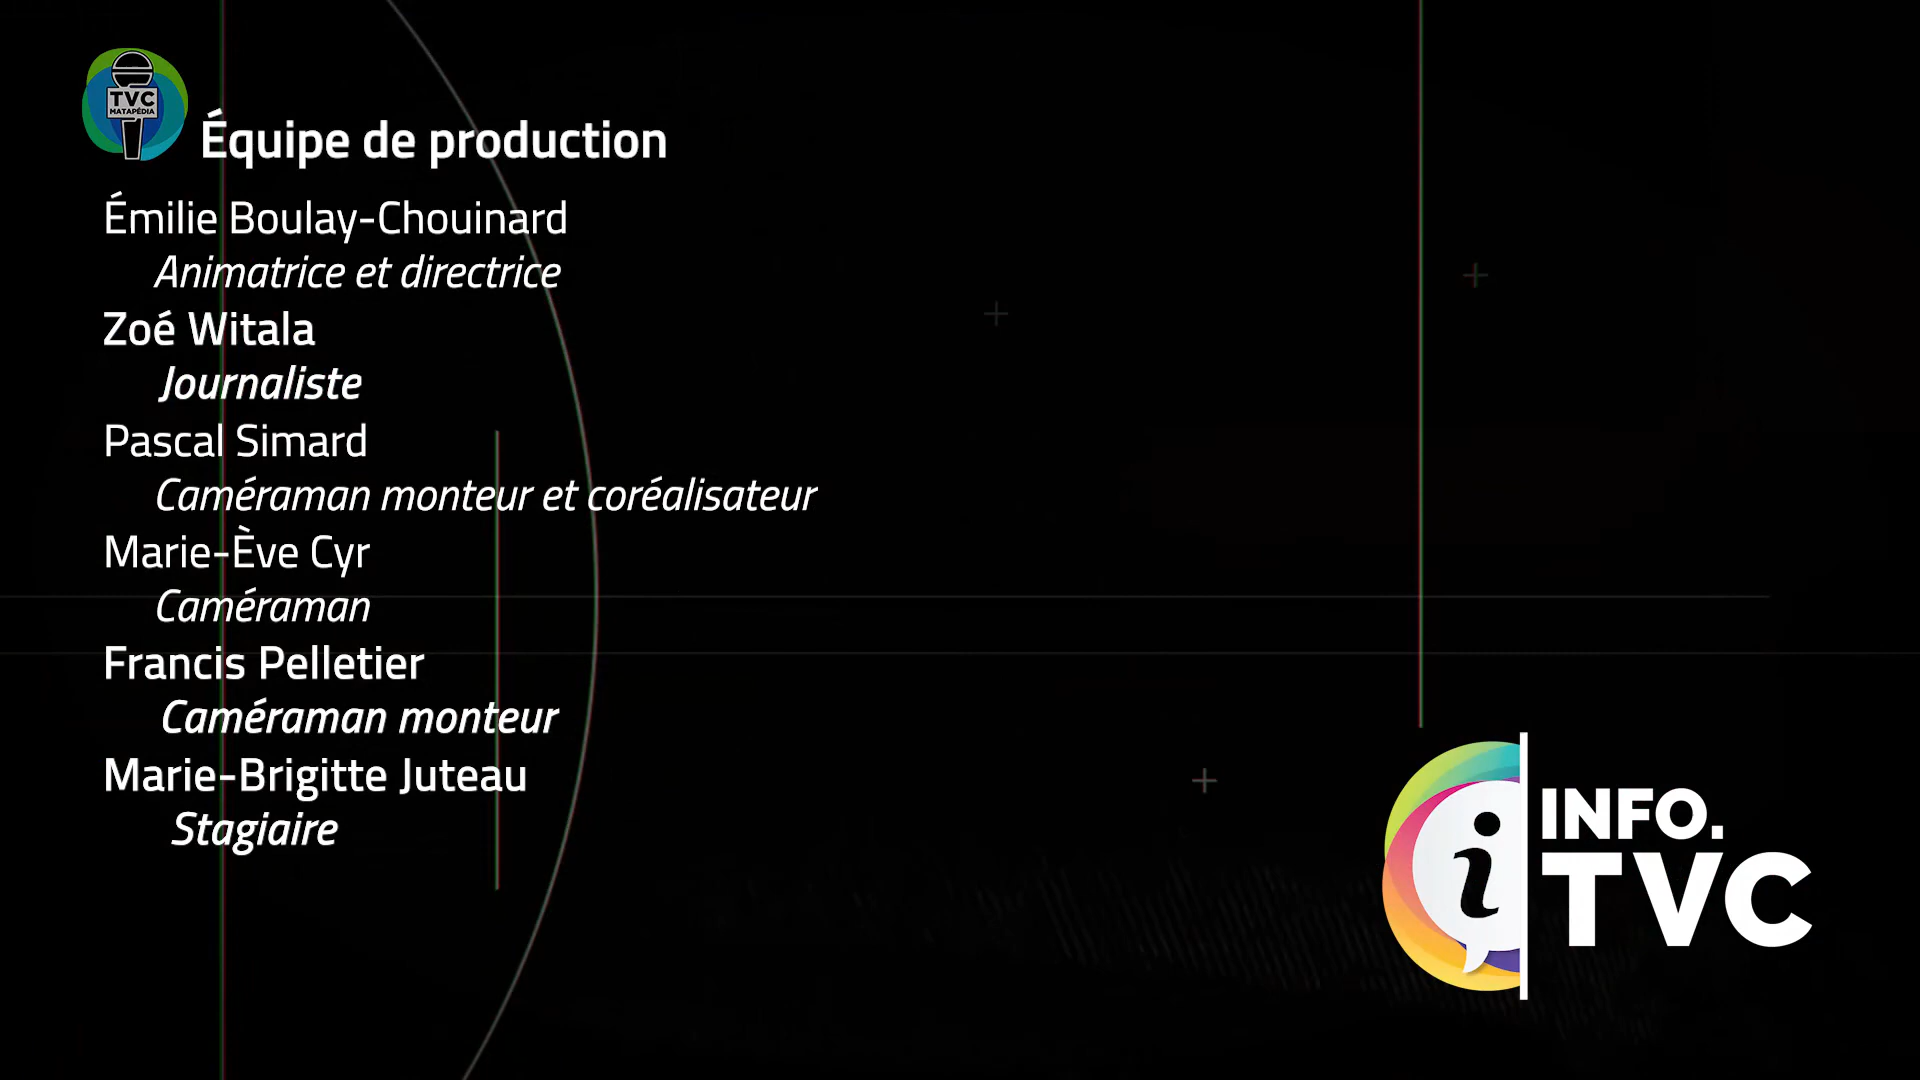 TVC
MATAPÉDIA
Équipe de production
Émilie Boulay-Chouinard
Animatrice et directrice
Zoé Witala
Journaliste
Pascal Simard
Caméraman monteur et coréalisateur
Marie-Ève Cyr
Caméraman
Francis Pelletier
Caméraman monteur
Marie-Brigitte Juteau
Stagiaire
i
INFO.
TVC